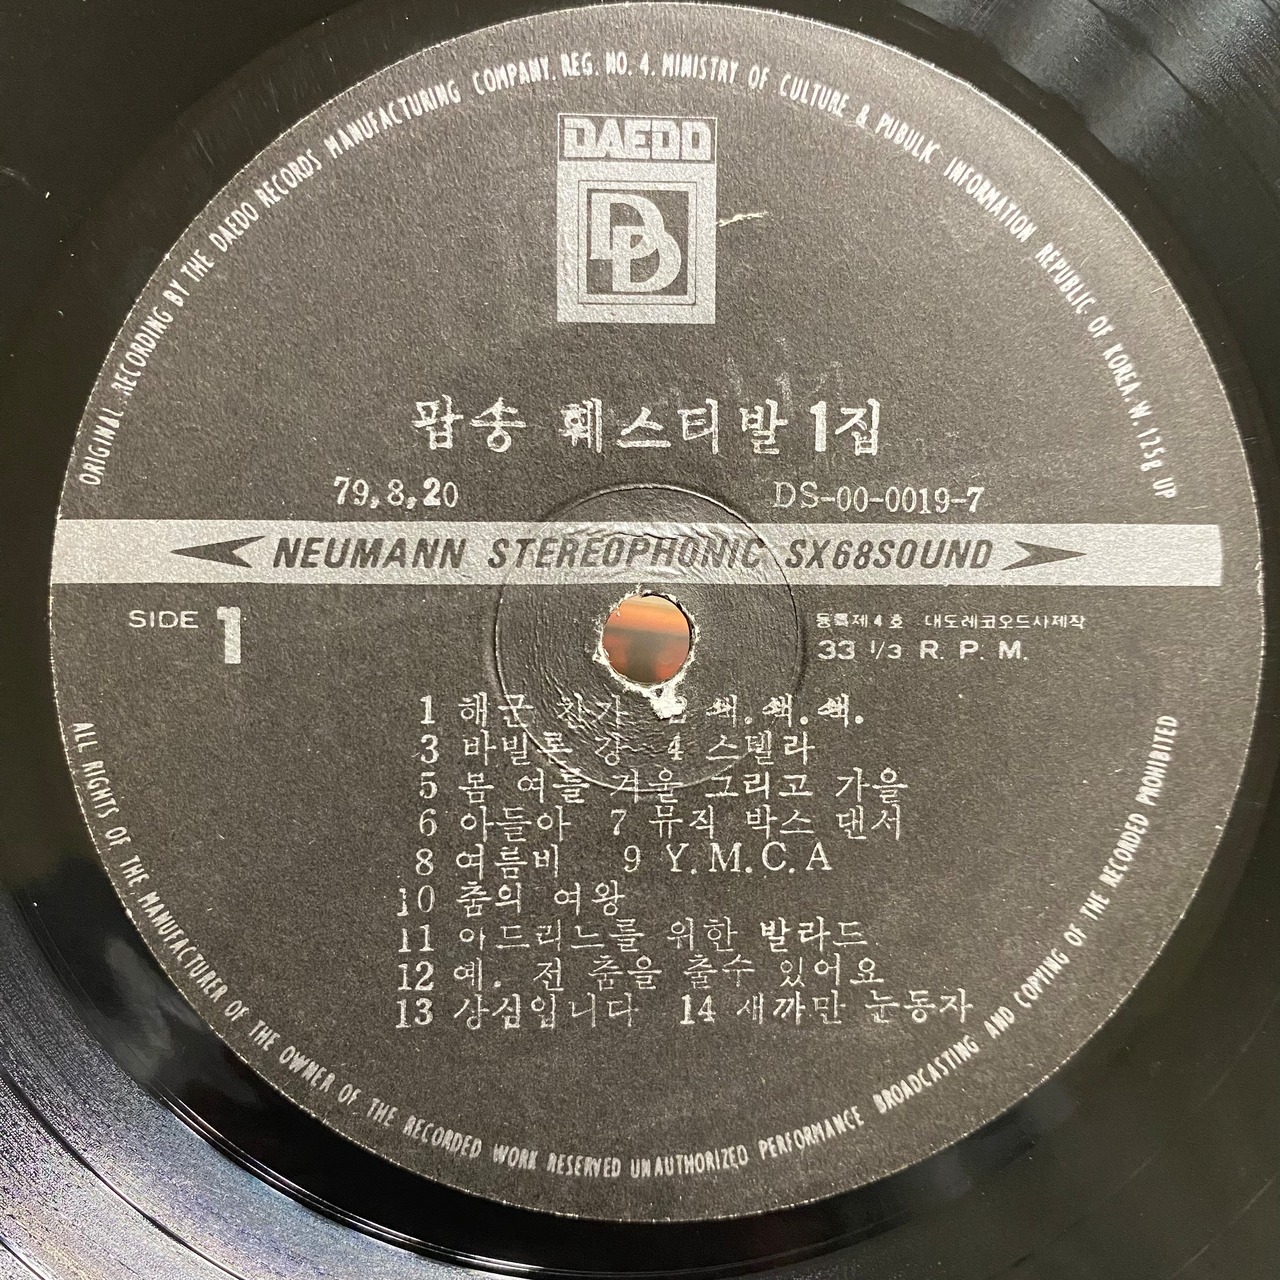 ORIGINAL RECORDING BY THE DAEDO RECORDS MANUFACTURING COMPANY. REG. NO. 4. MINISTRY OF CULTURE & PUBULIC INFORMATION REPUBLIC OF KOREA. W. 1258 UP
DAEDO
DD
팝송 훼스티발 1집
79,8,20
DS-00-0019-7
NEUMANN STEREOPHONIC SX68SOUND
SIDE 1
등록제4호 대도레코오드사제작
33 1/3 R. P. M.
1 해군 찬가 2 쌕.쌕.쌕.
3 바빌론 강 4 스텔라
5 봄 여름 겨울 그리고 가을
6 아들아 7 뮤직 박스 댄서
8 여름비 9 Y.M.C.A
10 춤의 여왕
11 아드리느를 위한 발라드
12 예. 전 춤을 출수 있어요
13 상심입니다 14 새까만 눈동자
ALL RIGHTS OF THE MANUFACTURER OF THE OWNER OF THE RECORDED WORK RESERVED UNAUTHORIZED PERFORMANCE BROADCASTING AND COPYING OF THE RECORDED PROHIBITED